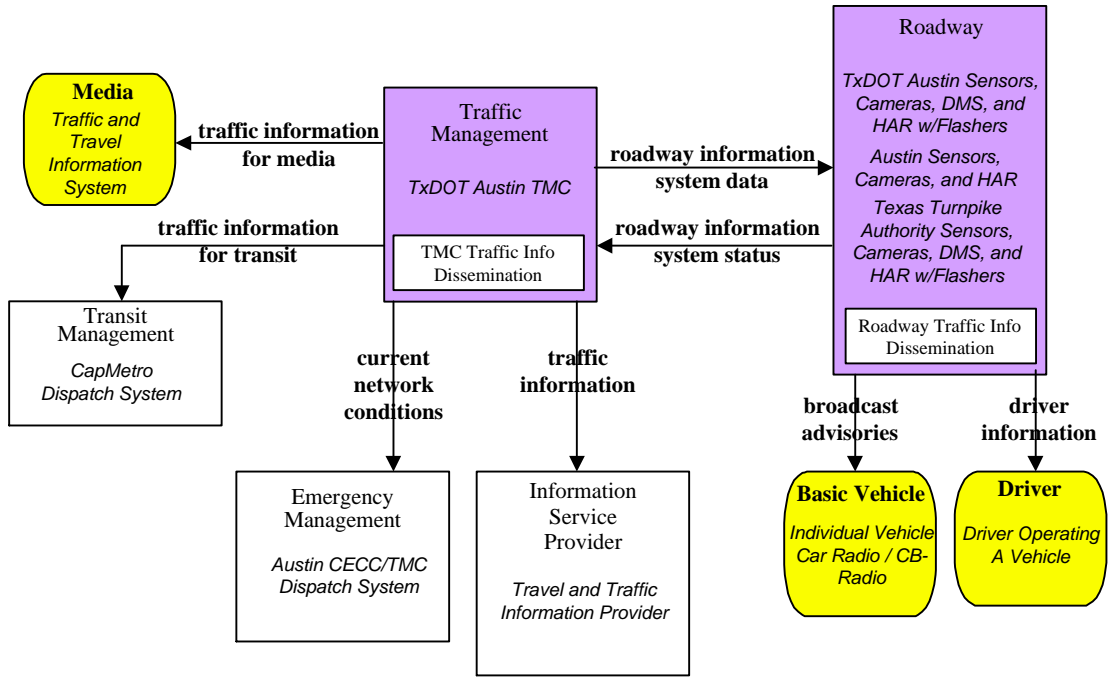 Media
Traffic and
Travel
Information
System
traffic information
for media
Traffic
Management
TxDOT Austin TMC
TMC Traffic Info
Dissemination
roadway information
system data
roadway information
system status
Roadway
TxDOT Austin Sensors,
Cameras, DMS, and
HAR w/Flashers
Austin Sensors,
Cameras, and HAR
Texas Turnpike
Authority Sensors,
Cameras, DMS, and
HAR w/Flashers
Roadway Traffic Info
Dissemination
traffic information
for transit
Transit
Management
CapMetro
Dispatch System
current
network
conditions
traffic
information
broadcast
advisories
driver
information
Emergency
Management
Austin CECC/TMC
Dispatch System
Information
Service
Provider
Travel and Traffic
Information Provider
Basic Vehicle
Individual Vehicle
Car Radio / CB-
Radio
Driver
Driver Operating
A Vehicle